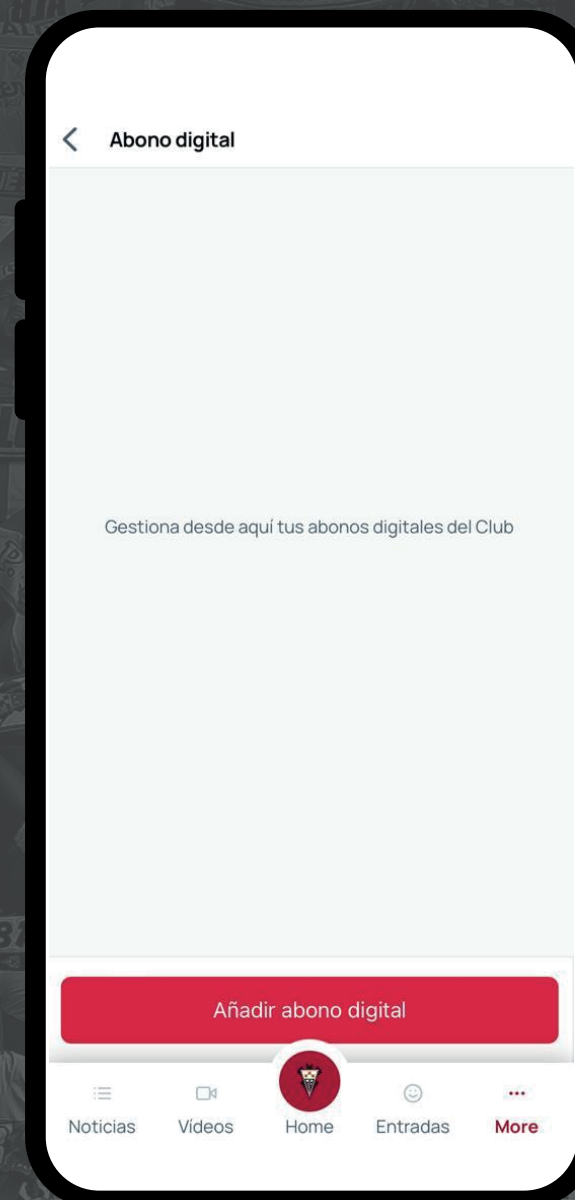 Abono digital
Gestiona desde aquí tus abonos digitales del Club
Añadir abono digital
Noticias
Vídeos
Home
Entradas
More